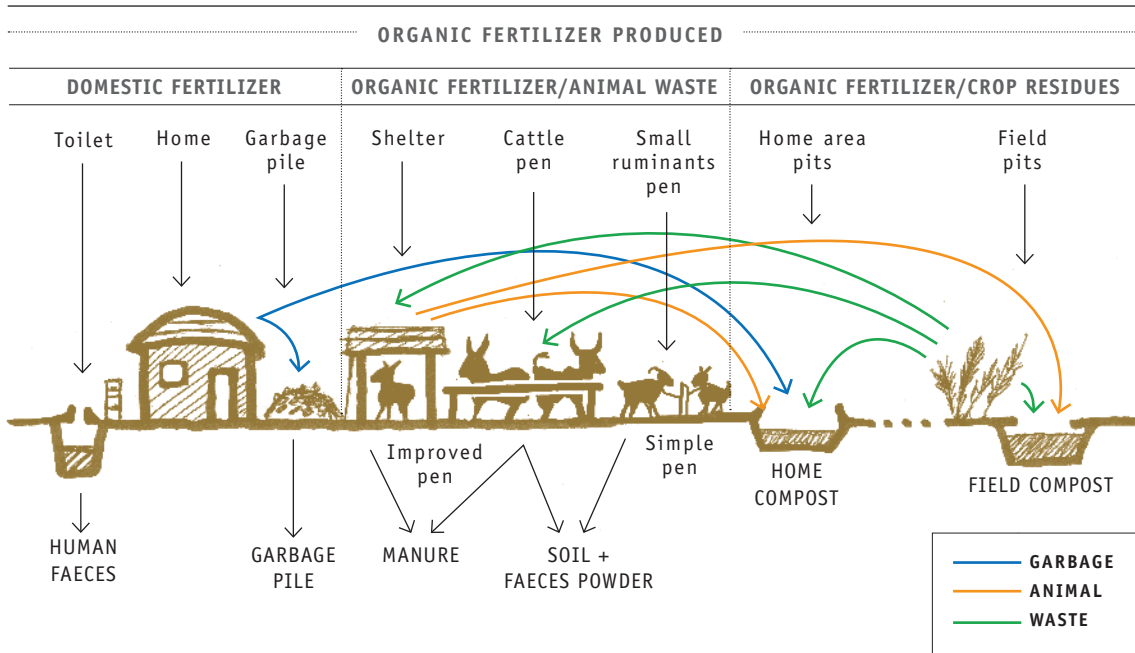 ORGANIC FERTILIZER PRODUCED
DOMESTIC FERTILIZER
ORGANIC FERTILIZER/ANIMAL WASTE
ORGANIC FERTILIZER/CROP RESIDUES
Toilet
Home
Garbage
pile
Shelter
Cattle
pen
Small
ruminants
pen
Home area
pits
Field
pits
Improved
pen
Simple
pen
HOME
COMPOST
FIELD COMPOST
HUMAN
FAECES
GARBAGE
PILE
MANURE
SOIL +
FAECES POWDER
GARBAGE
ANIMAL
WASTE